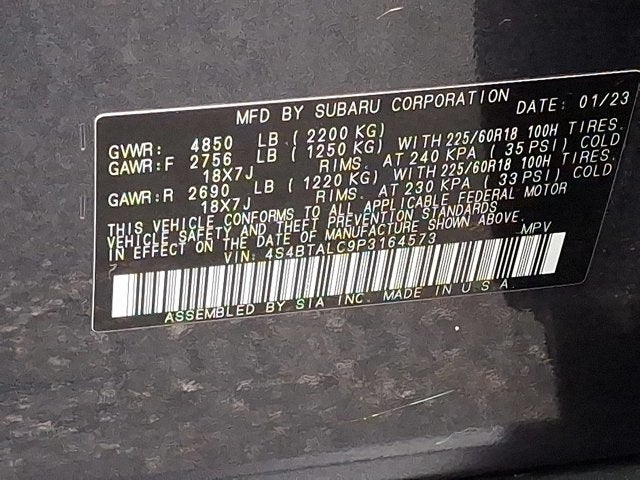 MFD BY SUBARU CORPORATION DATE: 01/23
GVWR: 4850 LB (2200 KG)
GAWR:F 2756 LB (1250 KG) WITH 225/60R18 100H TIRES.
18X7J RIMS. AT 240 KPA (35 PSI) COLD
GAWR:R 2690 LB (1220 KG) WITH 225/60R18 100H TIRES.
18X7J RIMS. AT 230 KPA (33 PSI) COLD
THIS VEHICLE CONFORMS TO ALL APPLICABLE FEDERAL MOTOR
VEHICLE SAFETY AND THEFT PREVENTION STANDARDS
IN EFFECT ON THE DATE OF MANUFACTURE SHOWN ABOVE.
7 VIN: 4S4BTALC9P3164573 MPV
ASSEMBLED BY SIA INC. MADE IN U S A